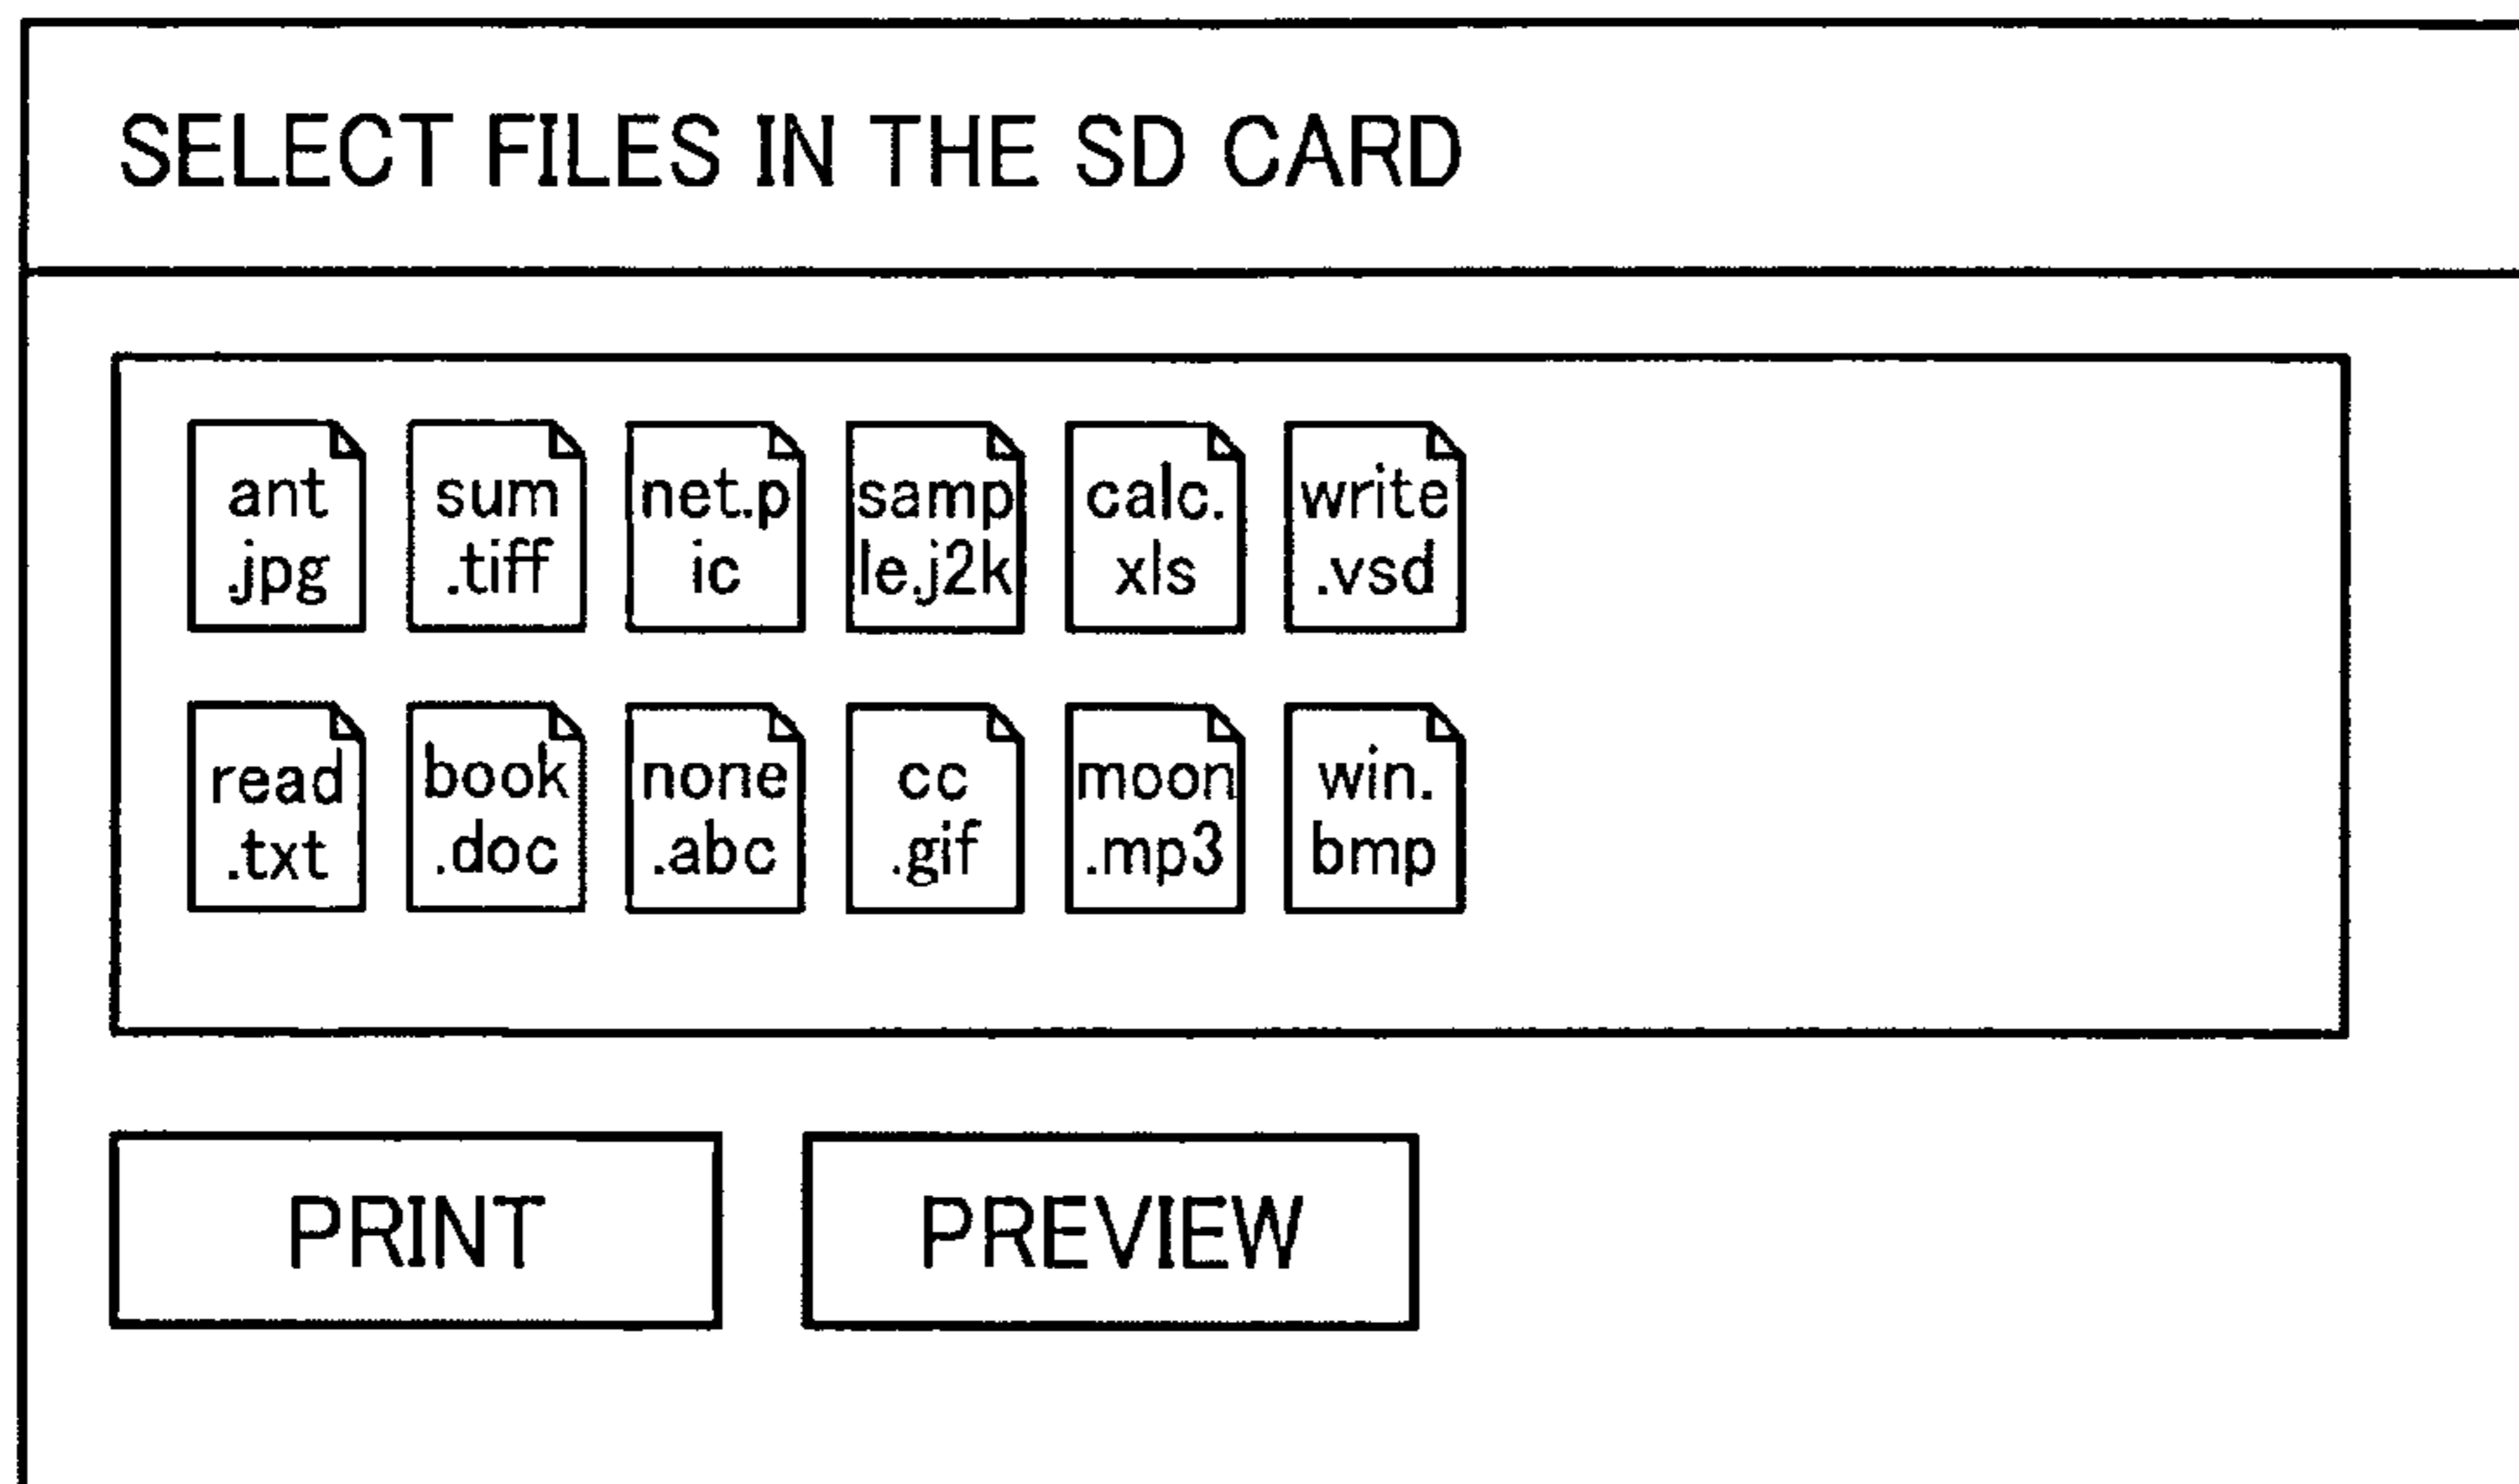 SELECT FILES IN THE SD CARD
ant
.jpg
sum
.tiff
net.p
ic
samp
le.j2k
calc.
xls
write
.vsd
read
.txt
book
.doc
none
.abc
cc
.gif
moon
.mp3
win.
bmp
PRINT
PREVIEW